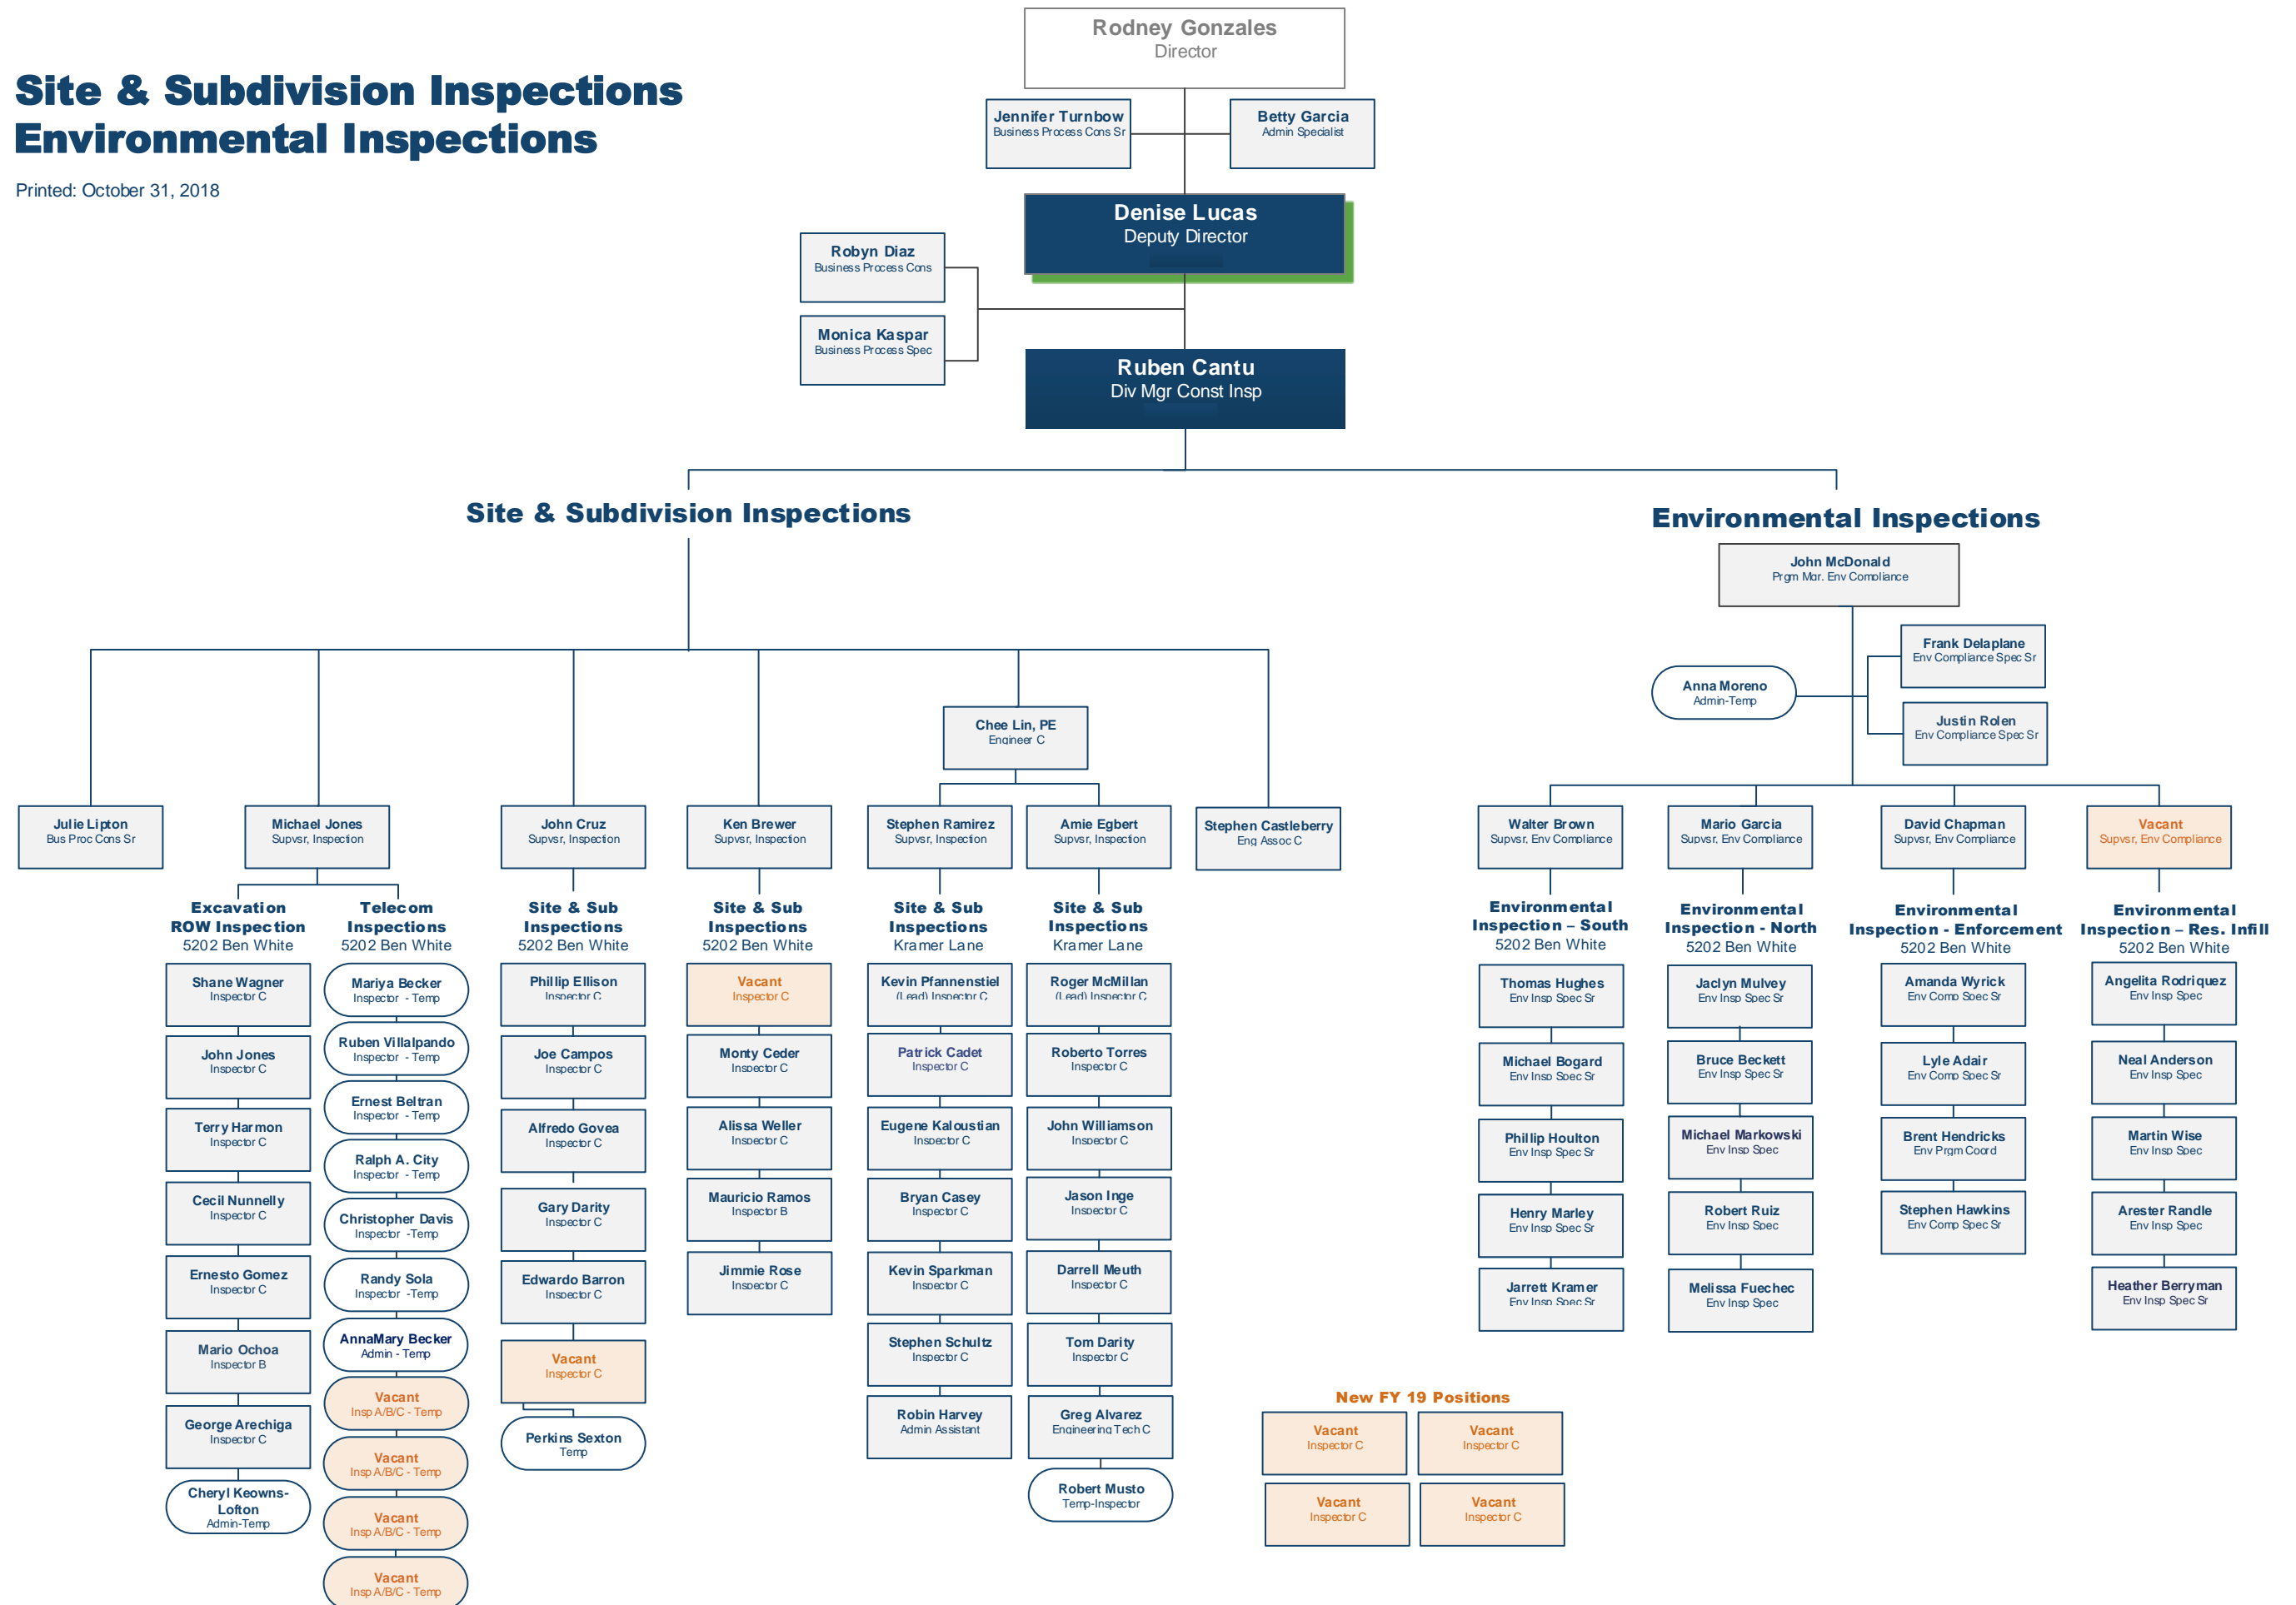 Rodney Gonzales
Director
Site & Subdivision Inspections
Environmental Inspections
Printed: October 31, 2018
Jennifer Turnbow
Business Process Cons Sr
Betty Garcia
Admin Specialist
Denise Lucas
Deputy Director
Robyn Diaz
Business Process Cons
Monica Kaspar
Business Process Spec
Ruben Cantu
Div Mgr Const Insp
Site & Subdivision Inspections
Chee Lin, PE
Engineer C
Julie Lipton
Bus Proc Cons Sr
Michael Jones
Supvsr, Inspection
John Cruz
Supvsr, Inspection
Ken Brewer
Supvsr, Inspection
Stephen Ramirez
Supvsr, Inspection
Amie Egbert
Supvsr, Inspection
Stephen Castleberry
Eng Assoc C
Excavation
ROW Inspection
5202 Ben White
Shane Wagner
Inspector C
John Jones
Inspector C
Terry Harmon
Inspector C
Cecil Nunnelly
Inspector C
Ernesto Gomez
Inspector C
Mario Ochoa
Inspector B
George Arechiga
Inspector C
Cheryl Keowns-
Lofton
Admin-Temp
Telecom
Inspections
5202 Ben White
Mariya Becker
Inspector - Temp
Ruben Villalpando
Inspector - Temp
Ernest Beltran
Inspector - Temp
Ralph A. City
Inspector - Temp
Christopher Davis
Inspector -Temp
Randy Sola
Inspector -Temp
AnnaMary Becker
Admin - Temp
Vacant
Insp A/B/C - Temp
Vacant
Insp A/B/C - Temp
Vacant
Insp A/B/C - Temp
Vacant
Insp A/B/C - Temp
Site & Sub
Inspections
5202 Ben White
Phillip Ellison
Inspector C
Joe Campos
Inspector C
Alfredo Govea
Inspector C
Gary Darity
Inspector C
Edwardo Barron
Inspector C
Vacant
Inspector C
Perkins Sexton
Temp
Site & Sub
Inspections
5202 Ben White
Vacant
Inspector C
Monty Ceder
Inspector C
Alissa Weller
Inspector C
Mauricio Ramos
Inspector B
Jimmie Rose
Inspector C
Site & Sub
Inspections
Kramer Lane
Kevin Pfannenstiel
(Lead) Inspector C
Patrick Cadet
Inspector C
Eugene Kaloustian
Inspector C
Bryan Casey
Inspector C
Kevin Sparkman
Inspector C
Stephen Schultz
Inspector C
Robin Harvey
Admin Assistant
Site & Sub
Inspections
Kramer Lane
Roger McMillan
(Lead) Inspector C
Roberto Torres
Inspector C
John Williamson
Inspector C
Jason Inge
Inspector C
Darrell Meuth
Inspector C
Tom Darity
Inspector C
Greg Alvarez
Engineering Tech C
Robert Musto
Temp-Inspector
New FY 19 Positions
Vacant
Inspector C
Vacant
Inspector C
Vacant
Inspector C
Vacant
Inspector C
Environmental Inspections
John McDonald
Prgm Mgr. Env Compliance
Frank Delaplane
Env Compliance Spec Sr
Anna Moreno
Admin-Temp
Justin Rolen
Env Compliance Spec Sr
Walter Brown
Supvsr, Env Compliance
Mario Garcia
Supvsr, Env Compliance
David Chapman
Supvsr, Env Compliance
Vacant
Supvsr, Env Compliance
Environmental
Inspection – South
5202 Ben White
Thomas Hughes
Env Insp Spec Sr
Michael Bogard
Env Insp Spec Sr
Phillip Houlton
Env Insp Spec Sr
Henry Marley
Env Insp Spec Sr
Jarrett Kramer
Env Insp Spec Sr
Environmental
Inspection - North
5202 Ben White
Jaclyn Mulvey
Env Insp Spec Sr
Bruce Beckett
Env Insp Spec Sr
Michael Markowski
Env Insp Spec
Robert Ruiz
Env Insp Spec
Melissa Fuechec
Env Insp Spec
Environmental
Inspection - Enforcement
5202 Ben White
Amanda Wyrick
Env Comp Spec Sr
Lyle Adair
Env Comp Spec Sr
Brent Hendricks
Env Prgm Coord
Stephen Hawkins
Env Comp Spec Sr
Environmental
Inspection – Res. Infill
5202 Ben White
Angelita Rodriquez
Env Insp Spec
Neal Anderson
Env Insp Spec
Martin Wise
Env Insp Spec
Arester Randle
Env Insp Spec
Heather Berryman
Env Insp Spec Sr